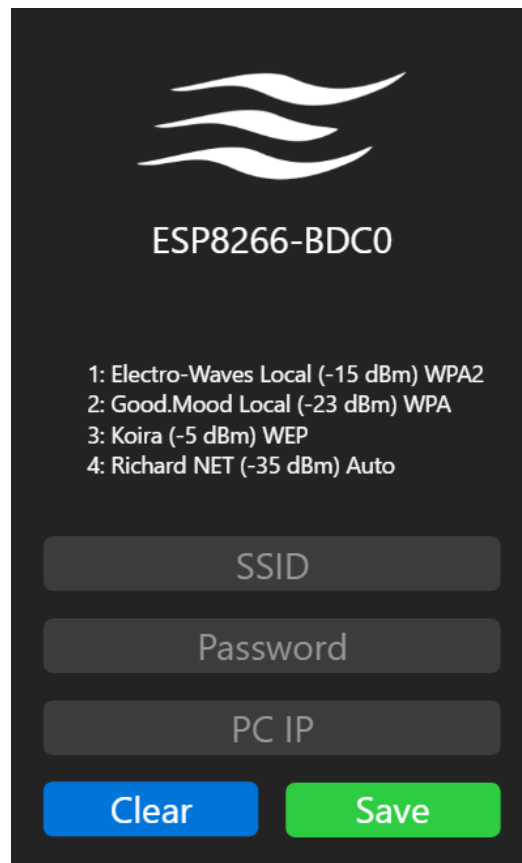 ESP8266-BDC0
1: Electro-Waves Local (-15 dBm) WPA2
2: Good.Mood Local (-23 dBm) WPA
3: Koira (-5 dBm) WEP
4: Richard NET (-35 dBm) Auto
SSID
Password
PC IP
Clear Save